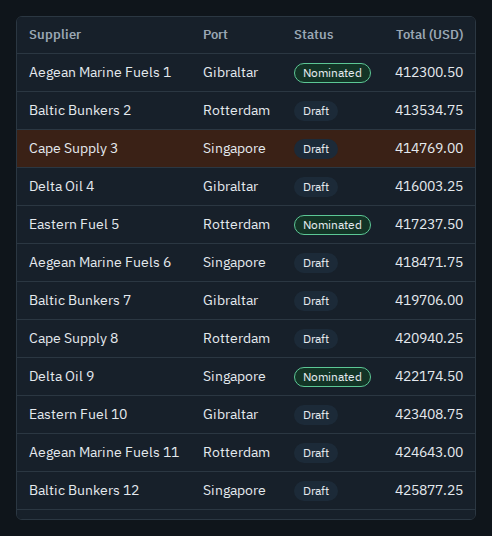 Supplier Port Status Total (USD)
Aegean Marine Fuels 1 Gibraltar Nominated 412300.50
Baltic Bunkers 2 Rotterdam Draft 413534.75
Cape Supply 3 Singapore Draft 414769.00
Delta Oil 4 Gibraltar Draft 416003.25
Eastern Fuel 5 Rotterdam Nominated 417237.50
Aegean Marine Fuels 6 Singapore Draft 418471.75
Baltic Bunkers 7 Gibraltar Draft 419706.00
Cape Supply 8 Rotterdam Draft 420940.25
Delta Oil 9 Singapore Nominated 422174.50
Eastern Fuel 10 Gibraltar Draft 423408.75
Aegean Marine Fuels 11 Rotterdam Draft 424643.00
Baltic Bunkers 12 Singapore Draft 425877.25